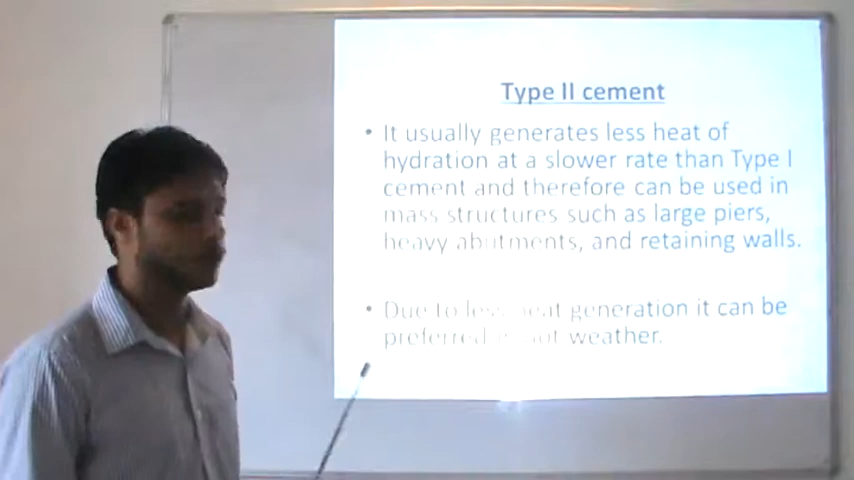 Type II cement
• It usually generates less heat of
hydration at a slower rate than Type I
cement and therefore can be used in
mass structures such as large piers,
heavy abutments, and retaining walls.
• Due to less heat generation it can be
preferred in hot weather.